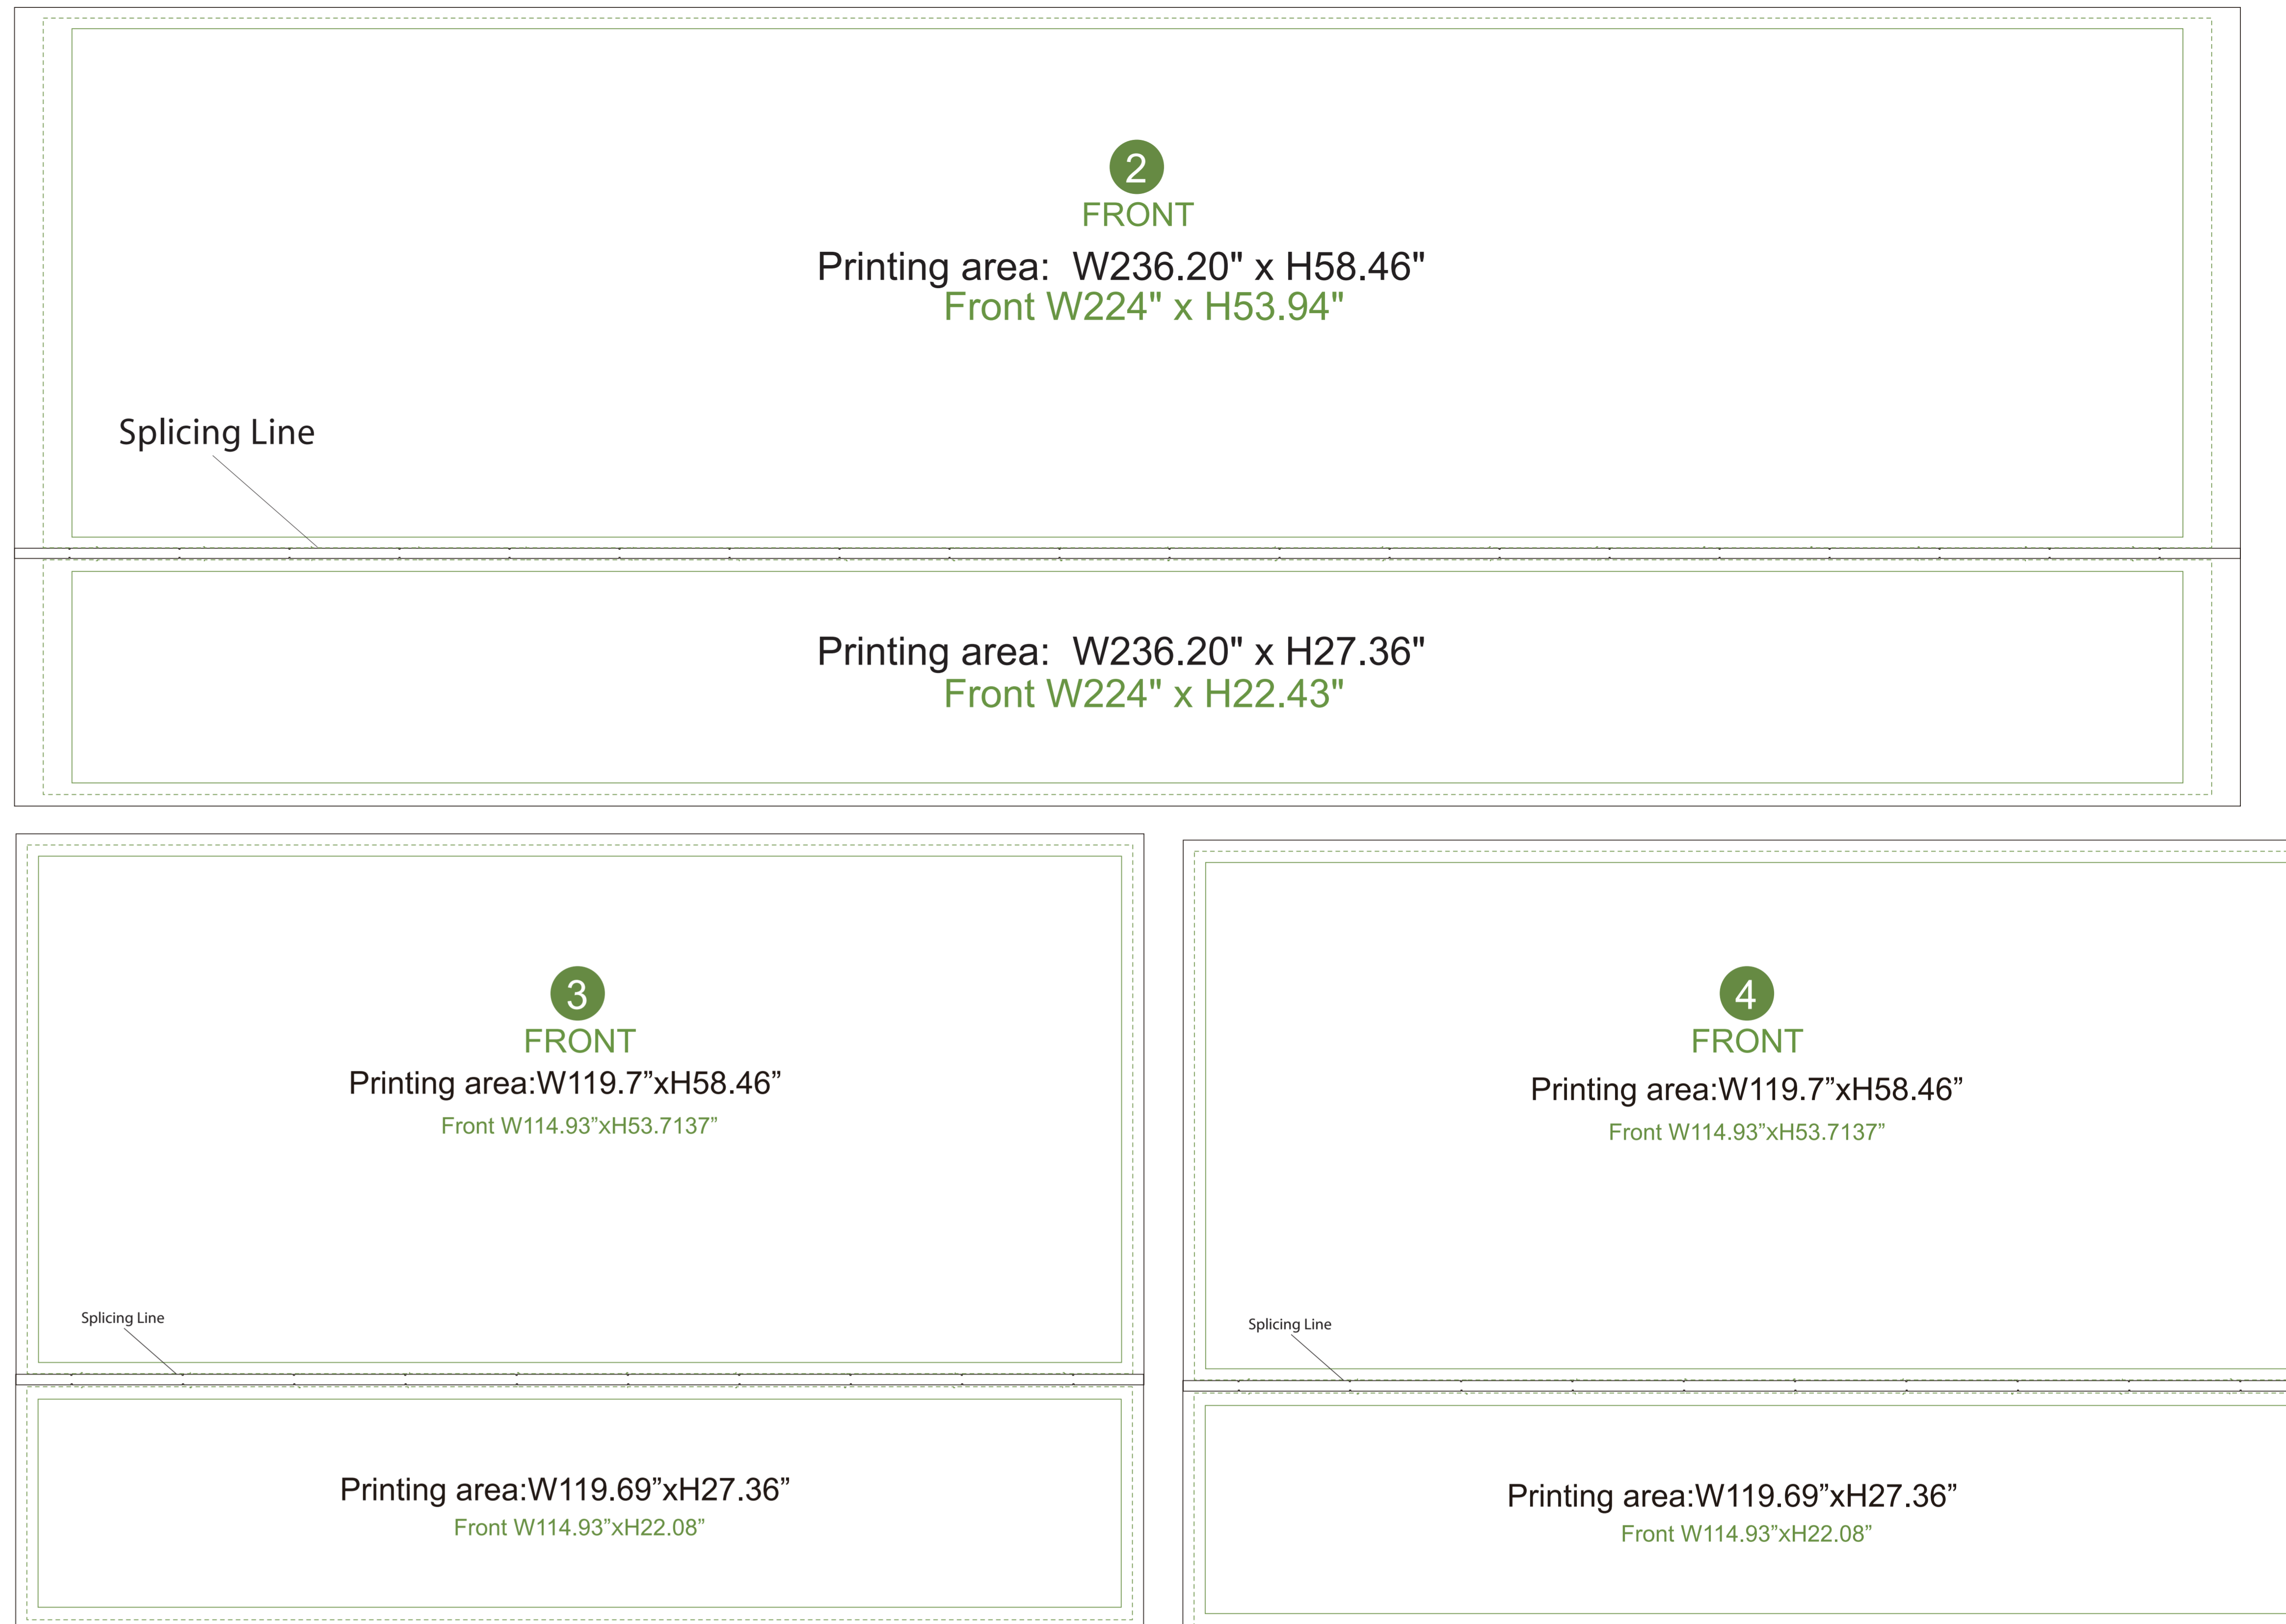 2
FRONT
Printing area:  W236.20" x H58.46"
Front W224" x H53.94"
Splicing Line
Printing area:  W236.20" x H27.36"
Front W224" x H22.43"
3
FRONT
Printing area:W119.7”xH58.46”
Front W114.93”xH53.7137”
Splicing Line
Printing area:W119.69”xH27.36”
Front W114.93”xH22.08”
4
FRONT
Printing area:W119.7”xH58.46”
Front W114.93”xH53.7137”
Splicing Line
Printing area:W119.69”xH27.36”
Front W114.93”xH22.08”